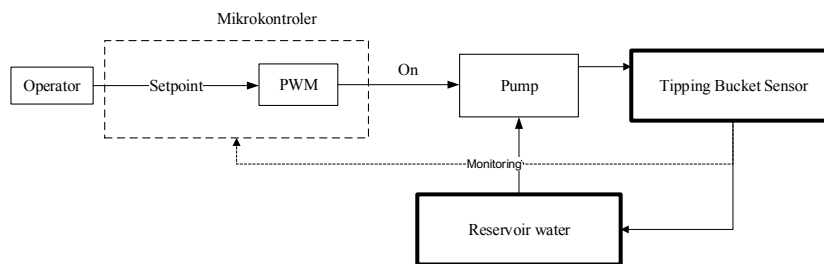 Mikrokontroler
Operator
Setpoint
PWM
On
Pump
Tipping Bucket Sensor
Monitoring
Reservoir water